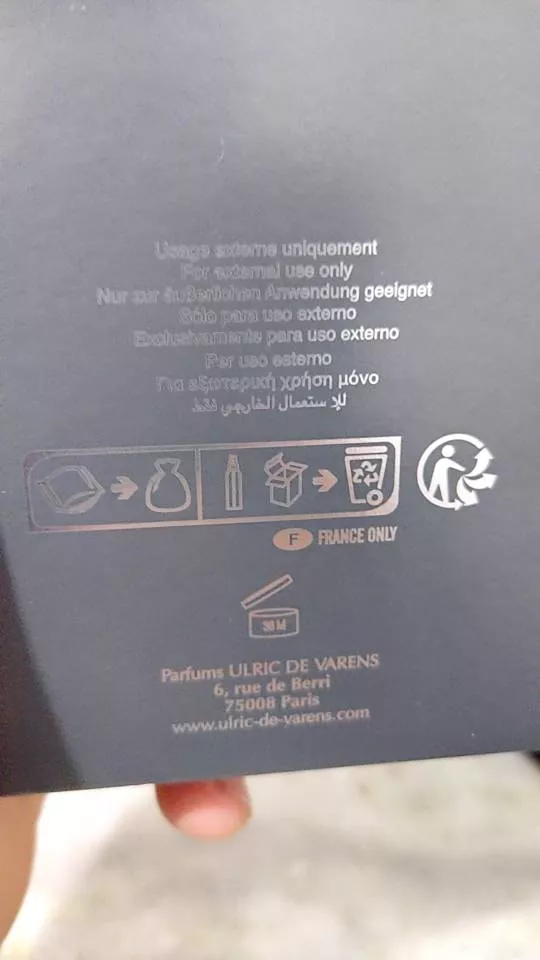 Usage externe uniquement
For external use only
Nur zur äußerlichen Anwendung geeignet
Sólo para uso externo
Exclusivamente para uso externo
Per uso esterno
Για εξωτερική χρήση μόνο
للإ ستعمال الخارجي فقط
F FRANCE ONLY
36 M
Parfums ULRIC DE VARENS
6, rue de Berri
75008 Paris
www.ulric-de-varens.com